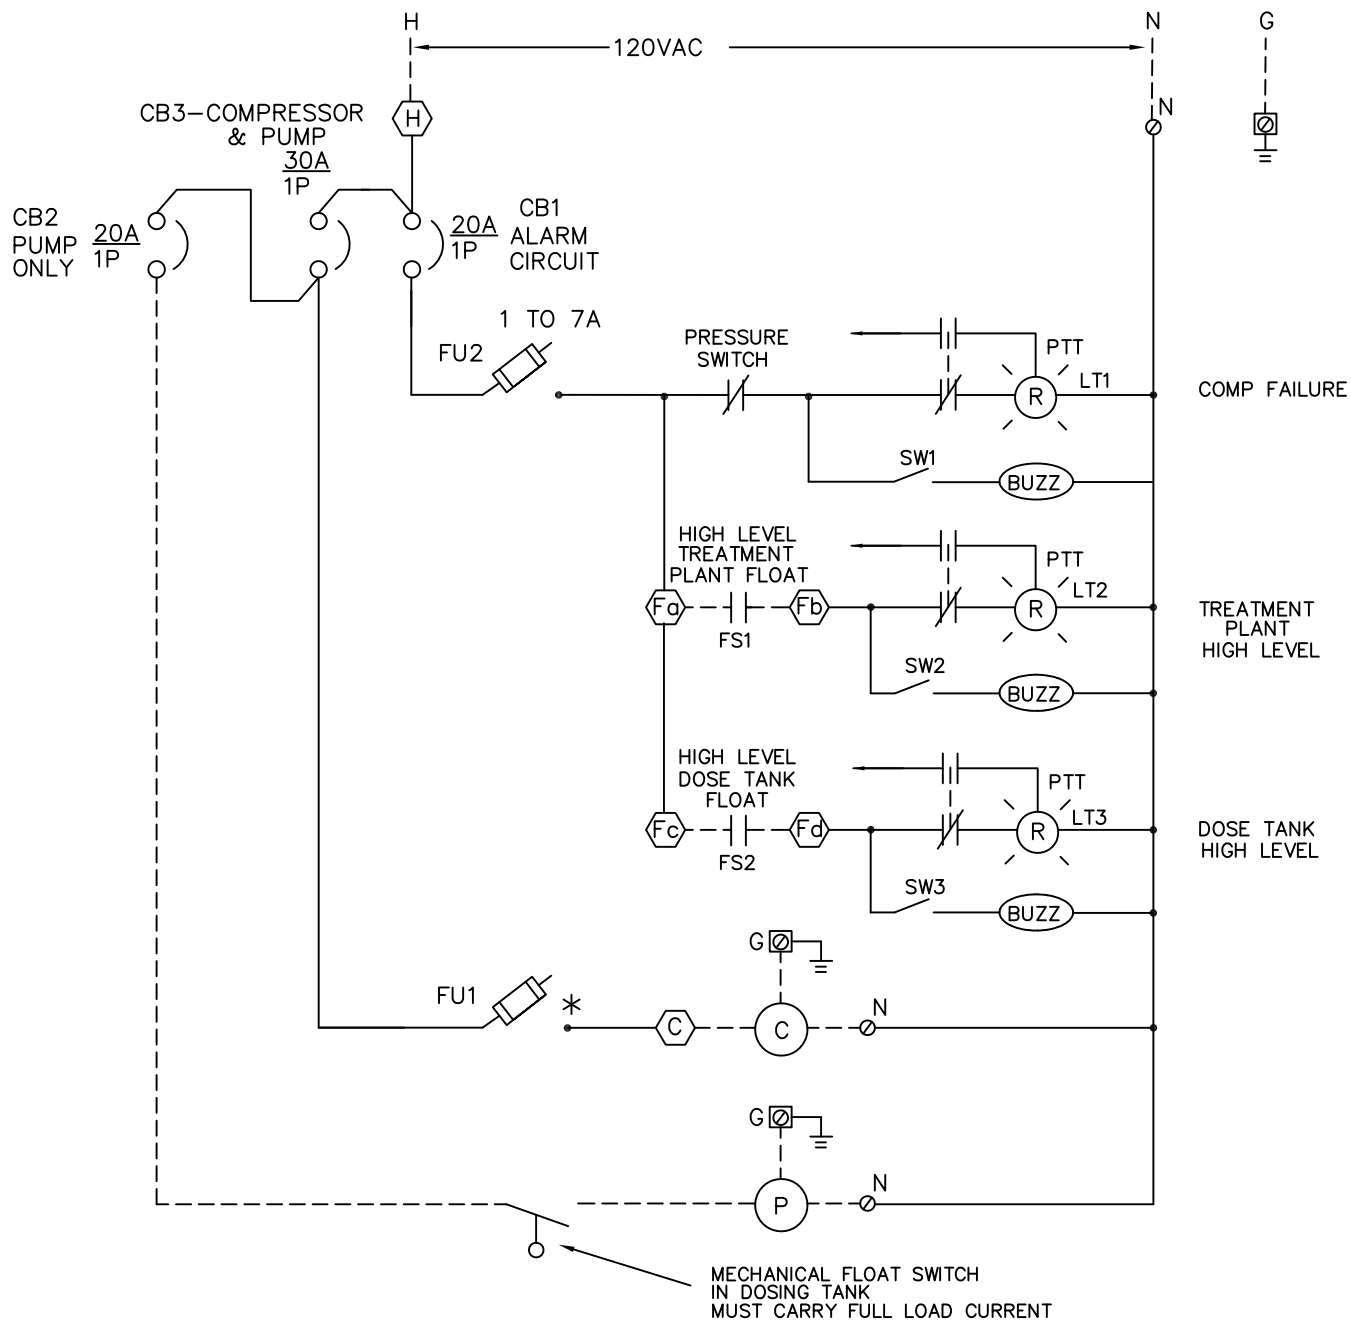 H
N
G
120VAC
N
CB3-COMPRESSOR
& PUMP
30A
1P
H
CB2
PUMP
ONLY
20A
1P
20A
1P
CB1
ALARM
CIRCUIT
1 TO 7A
FU2
PRESSURE
SWITCH
PTT
LT1
R
COMP FAILURE
SW1
BUZZ
HIGH LEVEL
TREATMENT
PLANT FLOAT
PTT
LT2
Fa
Fb
R
FS1
TREATMENT
PLANT
HIGH LEVEL
SW2
BUZZ
HIGH LEVEL
DOSE TANK
FLOAT
PTT
LT3
Fc
Fd
R
FS2
DOSE TANK
HIGH LEVEL
SW3
BUZZ
G
FU1
*
C
C
N
G
P
N
MECHANICAL FLOAT SWITCH
IN DOSING TANK
MUST CARRY FULL LOAD CURRENT